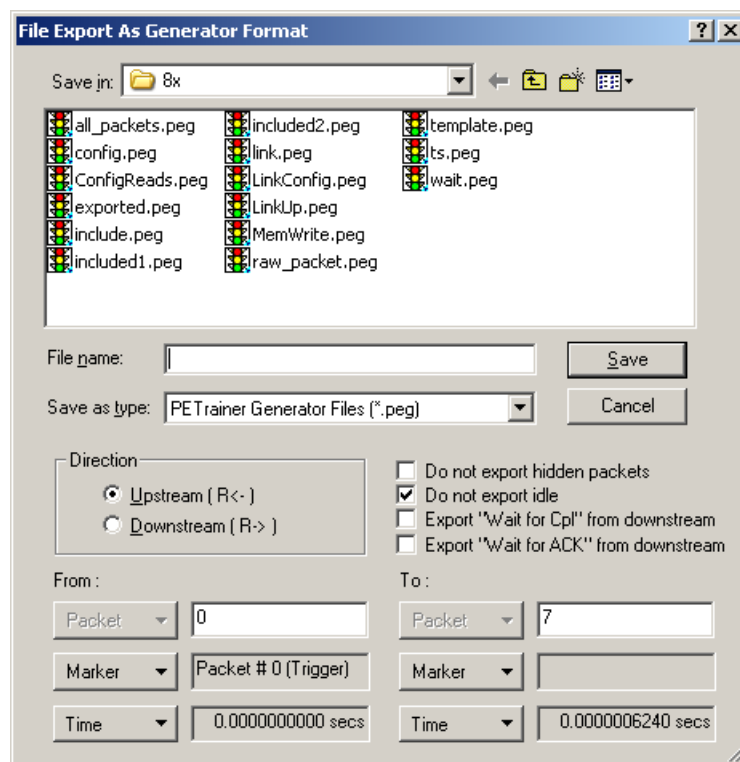 File Export As Generator Format
Save in: 8x
all_packets.peg included2.peg template.peg
config.peg link.peg ts.peg
ConfigReads.peg LinkConfig.peg wait.peg
exported.peg LinkUp.peg
include.peg MemWrite.peg
included1.peg raw_packet.peg
File name: Save
Save as type: PETrainer Generator Files (*.peg) Cancel
Direction
Upstream ( R<- )
Downstream ( R-> )
Do not export hidden packets
Do not export idle
Export "Wait for Cpl" from downstream
Export "Wait for ACK" from downstream
From : To :
Packet 0 Packet 7
Marker Packet # 0 (Trigger) Marker
Time 0.0000000000 secs Time 0.0000006240 secs